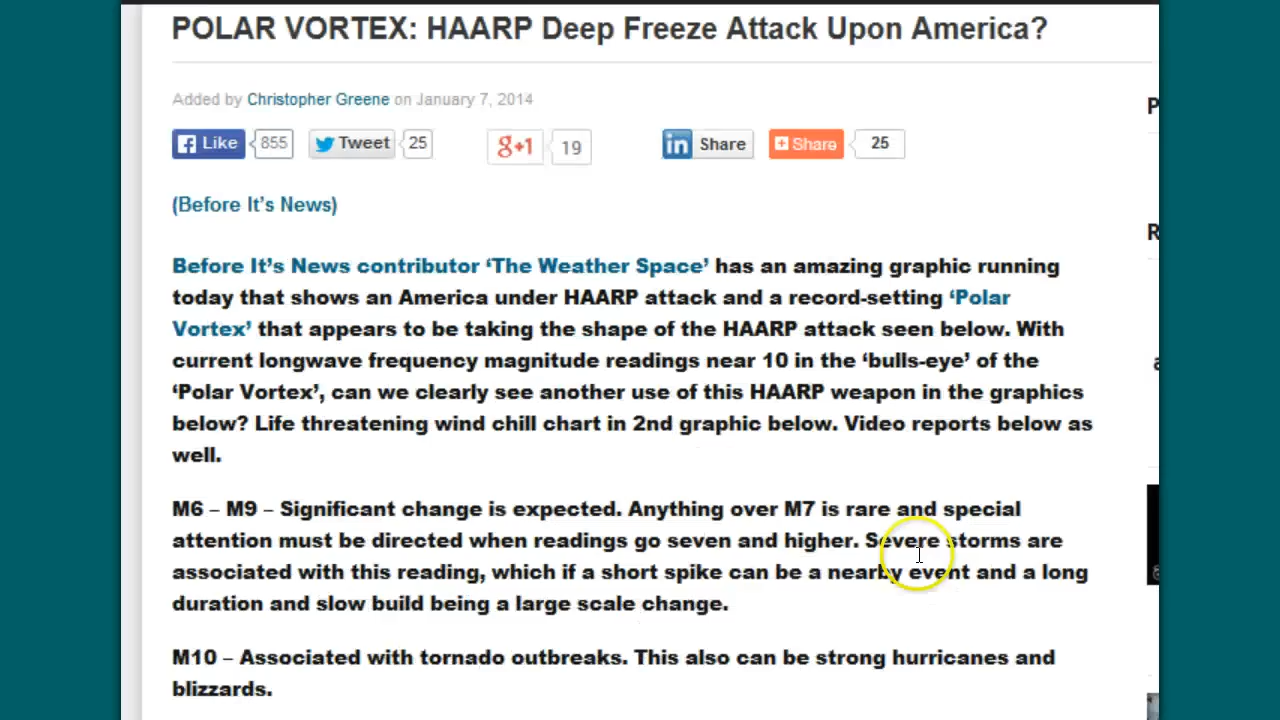 POLAR VORTEX: HAARP Deep Freeze Attack Upon America?
Added by Christopher Greene on January 7, 2014
Like 855 Tweet 25 g+1 19 in Share Share 25
(Before It’s News)
Before It’s News contributor ‘The Weather Space’ has an amazing graphic running
today that shows an America under HAARP attack and a record-setting ‘Polar
Vortex’ that appears to be taking the shape of the HAARP attack seen below. With
current longwave frequency magnitude readings near 10 in the ‘bulls-eye’ of the
‘Polar Vortex’, can we clearly see another use of this HAARP weapon in the graphics
below? Life threatening wind chill chart in 2nd graphic below. Video reports below as
well.
M6 – M9 – Significant change is expected. Anything over M7 is rare and special
attention must be directed when readings go seven and higher. Severe storms are
associated with this reading, which if a short spike can be a nearby event and a long
duration and slow build being a large scale change.
M10 – Associated with tornado outbreaks. This also can be strong hurricanes and
blizzards.